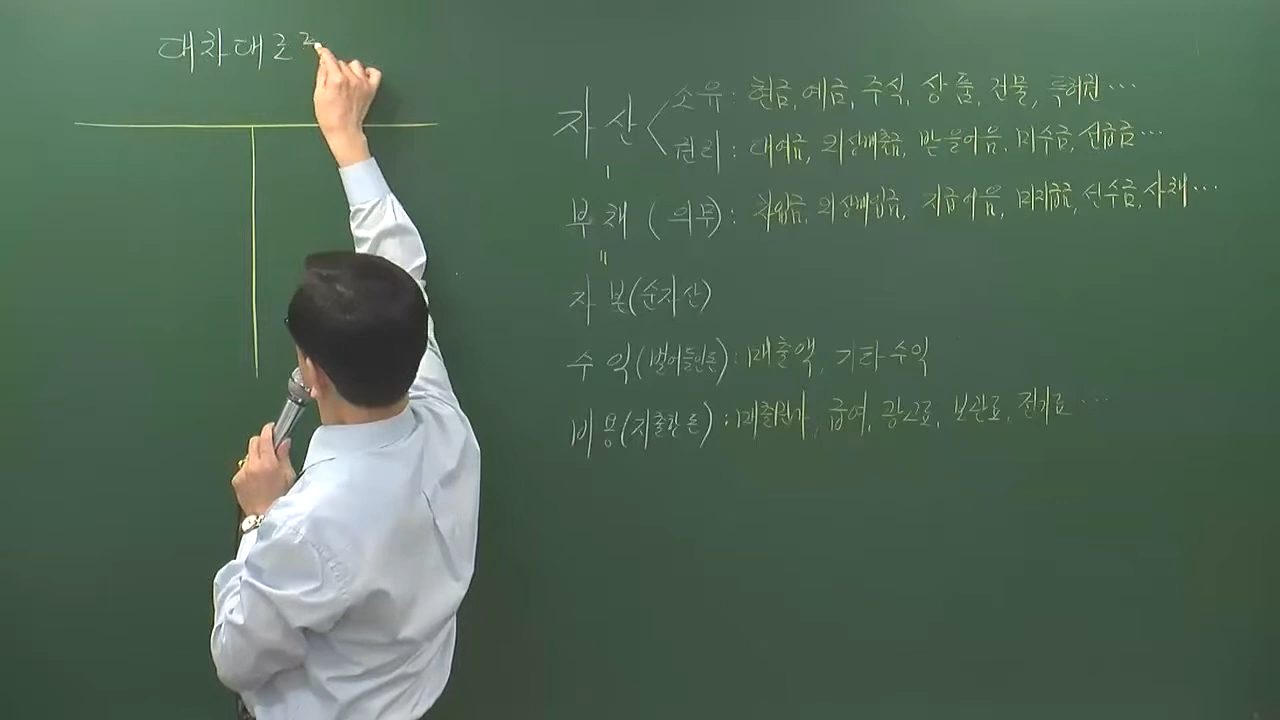 대차대조
자산
소유: 현금, 예금, 주식, 상품, 건물, 특허권…
권리: 대여금, 외상매출금, 받을어음, 미수금, 선급금…
부채 (의무): 차입금, 외상매입금, 지급어음, 미지급금, 선수금, 사채…
"
자본(순자산)
수익(벌어들인돈): 매출액, 기타수익
비용(지출한돈): 매출원가, 급여, 광고료, 보관료, 전기료…